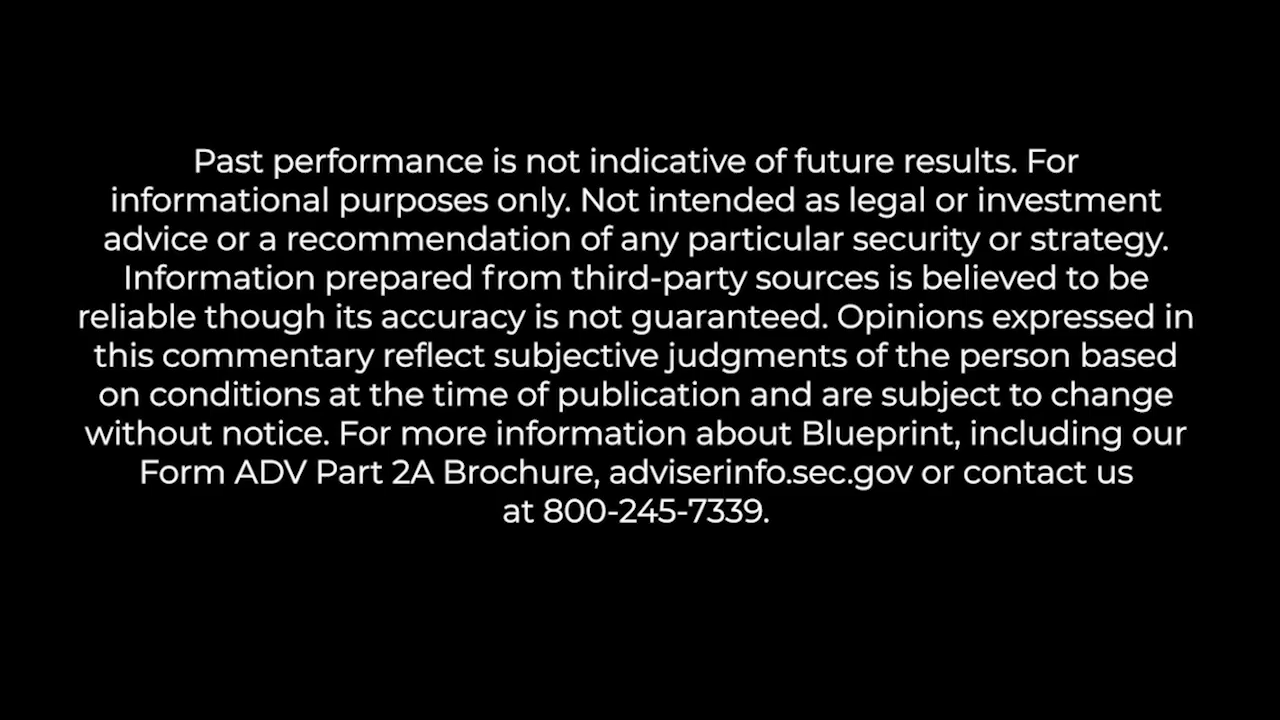 Past performance is not indicative of future results. For
informational purposes only. Not intended as legal or investment
advice or a recommendation of any particular security or strategy.
Information prepared from third-party sources is believed to be
reliable though its accuracy is not guaranteed. Opinions expressed in
this commentary reflect subjective judgments of the person based
on conditions at the time of publication and are subject to change
without notice. For more information about Blueprint, including our
Form ADV Part 2A Brochure, adviserinfo.sec.gov or contact us
at 800-245-7339.